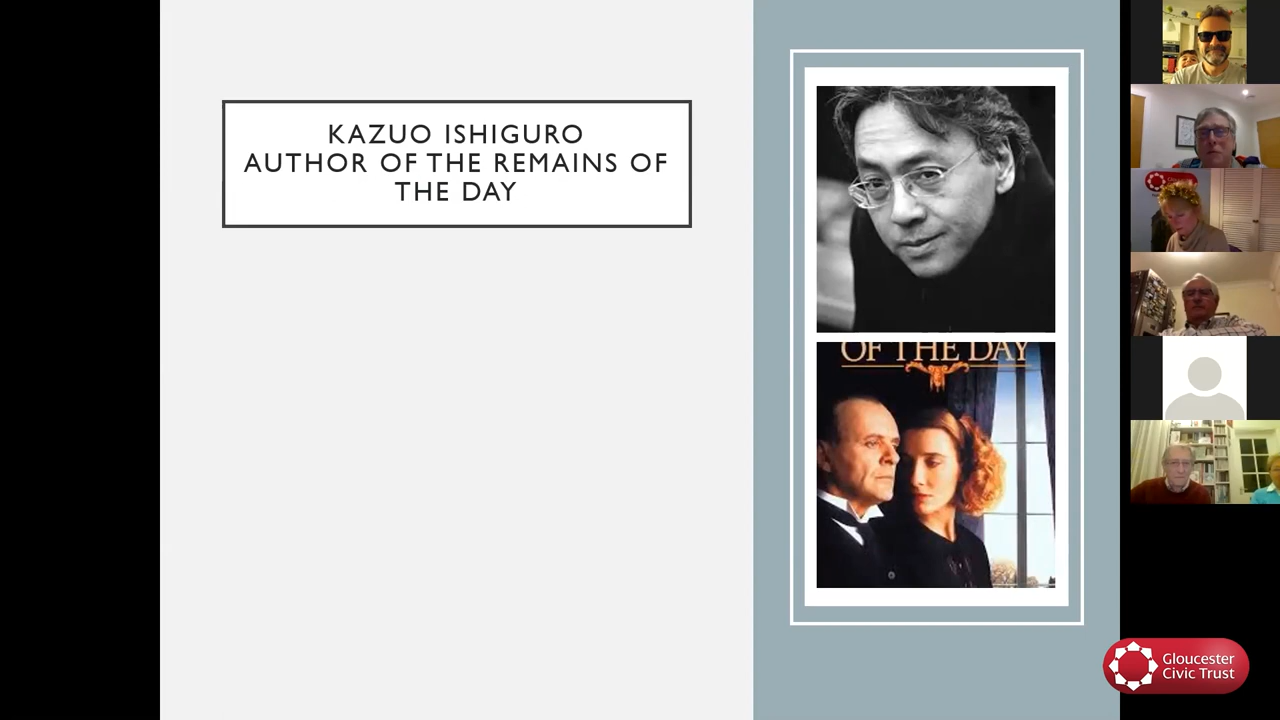 KAZUO ISHIGURO
AUTHOR OF THE REMAINS OF
THE DAY
OF THE DAY
Gloucester
Civic Trust